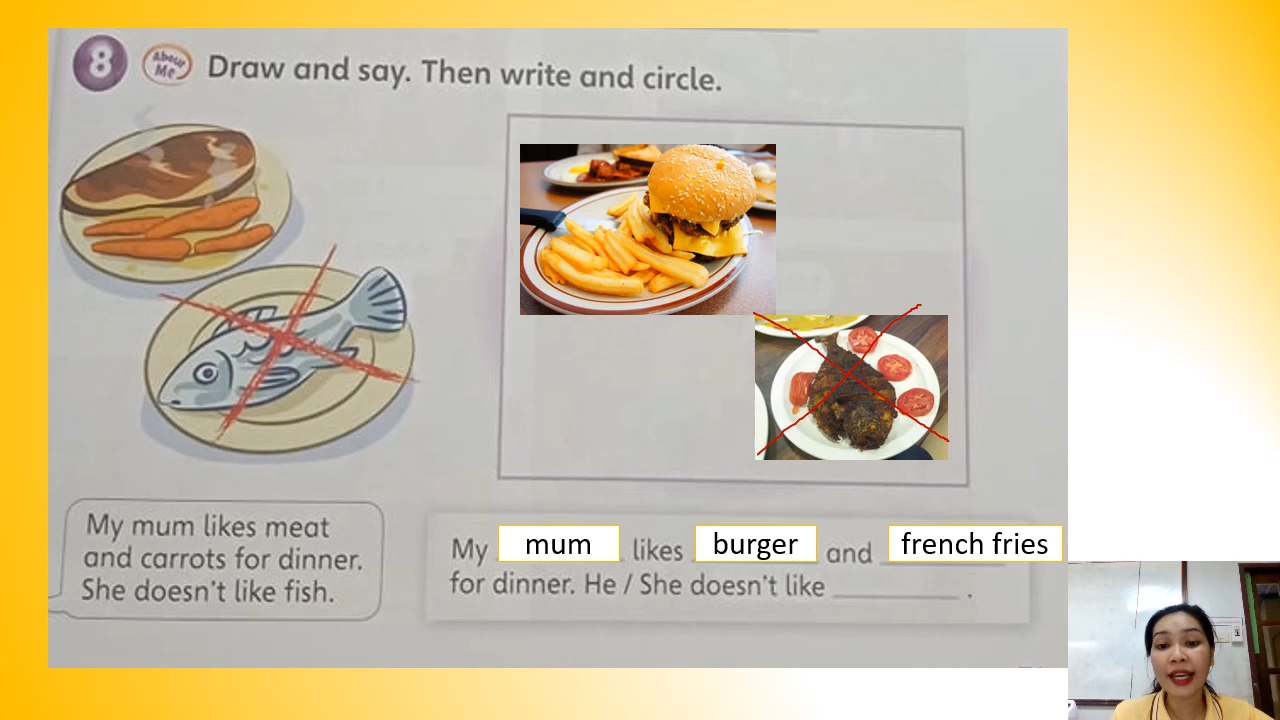 8 About Me Draw and say. Then write and circle.
My mum likes meat
and carrots for dinner.
She doesn't like fish.
My mum likes burger and french fries
for dinner. He / She doesn't like ________ .